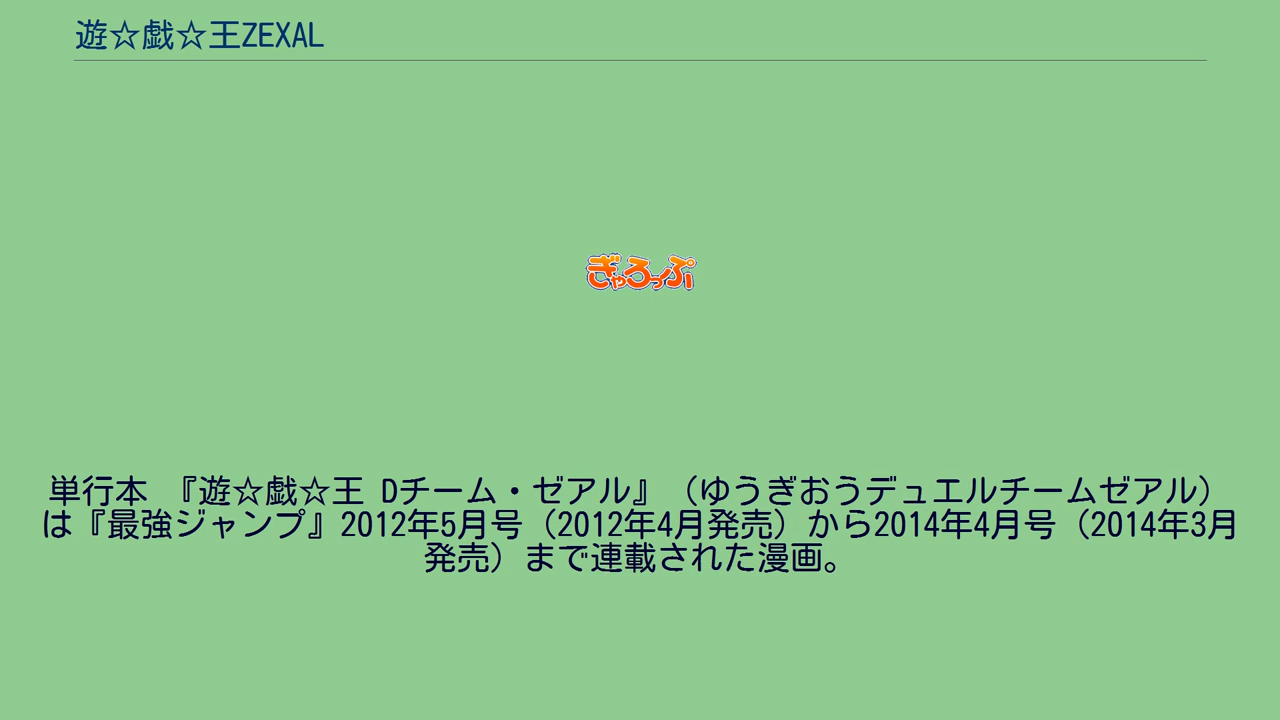 遊☆戯☆王ZEXAL
ぎゃろっぷ
単行本 『遊☆戯☆王 Dチーム・ゼアル』（ゆうぎおうデュエルチームゼアル）
は『最強ジャンプ』2012年5月号（2012年4月発売）から2014年4月号（2014年3月
発売）まで連載された漫画。